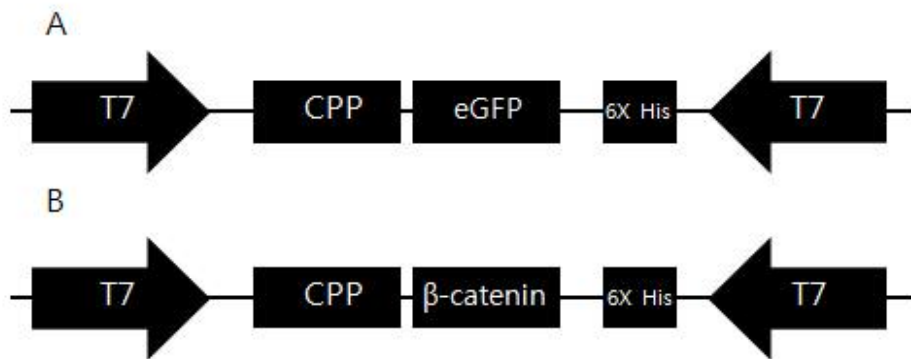 A
T7 CPP eGFP 6X His T7
B
T7 CPP β-catenin 6X His T7